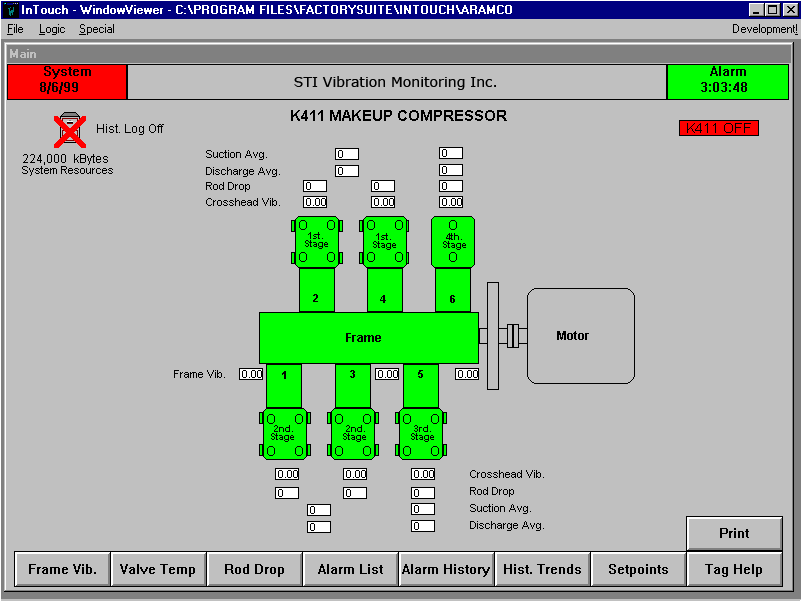 InTouch - WindowViewer - C:\PROGRAM FILES\FACTORYSUITE\INTOUCH\ARAMCO
File Logic Special Development!
Main
System
8/6/99
STI Vibration Monitoring Inc.
Alarm
3:03:48
K411 MAKEUP COMPRESSOR
Hist. Log Off
K411 OFF
224,000 kBytes
System Resources
Suction Avg. 0 0
Discharge Avg. 0 0
Rod Drop 0 0 0
Crosshead Vib. 0.00 0.00 0.00
1st. Stage
1st. Stage
4th. Stage
2 4 6
Frame
Motor
Frame Vib. 0.00 1 3 0.00 5 0.00
2nd. Stage
2nd. Stage
3rd. Stage
0.00 0.00 0.00 Crosshead Vib.
0 0 0 Rod Drop
0 0 Suction Avg.
0 0 Discharge Avg.
Print
Frame Vib. Valve Temp Rod Drop Alarm List Alarm History Hist. Trends Setpoints Tag Help